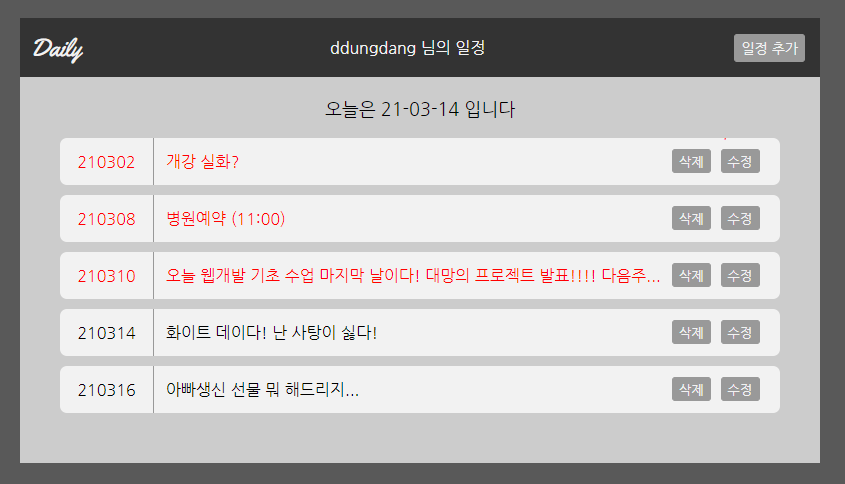 Daily ddungdang 님의 일정 일정 추가
오늘은 21-03-14 입니다
210302 개강 실화? 삭제 수정
210308 병원예약 (11:00) 삭제 수정
210310 오늘 웹개발 기초 수업 마지막 날이다! 대망의 프로젝트 발표!!!! 다음주... 삭제 수정
210314 화이트 데이다! 난 사탕이 싫다! 삭제 수정
210316 아빠생신 선물 뭐 해드리지... 삭제 수정